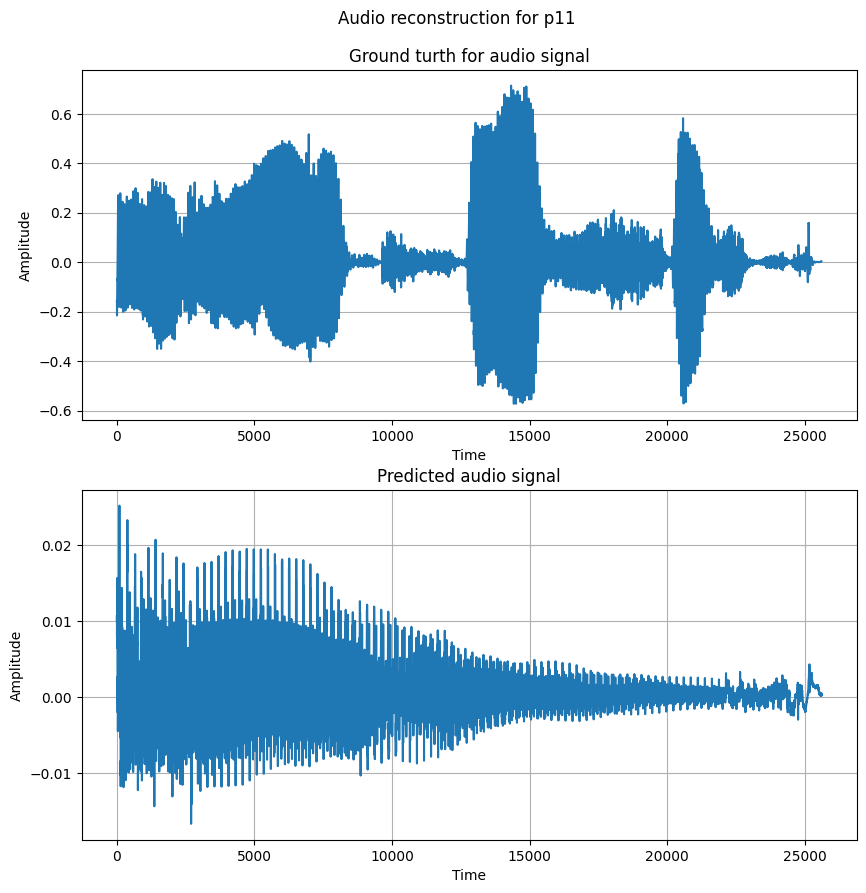 Audio reconstruction for p11
Ground turth for audio signal
0.6
0.4
0.2
0.0
−0.2
−0.4
−0.6
Amplitude
0 5000 10000 15000 20000 25000
Time
Predicted audio signal
0.02
0.01
0.00
−0.01
Amplitude
0 5000 10000 15000 20000 25000
Time